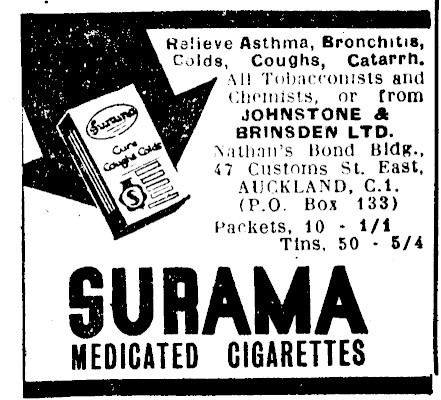 Relieve Asthma, Bronchitis,
Colds, Coughs, Catarrh.
All Tobacconists and
Chemists, or from
JOHNSTONE &
BRINSDEN LTD.
Nathan's Bond Bldg.,
47 Customs St. East,
AUCKLAND, C.1.
(P.O. Box 133)
Packets, 10 - 1/1
Tins, 50 - 5/4
Surama
Cure
Coughs Colds
S
SURAMA
MEDICATED CIGARETTES